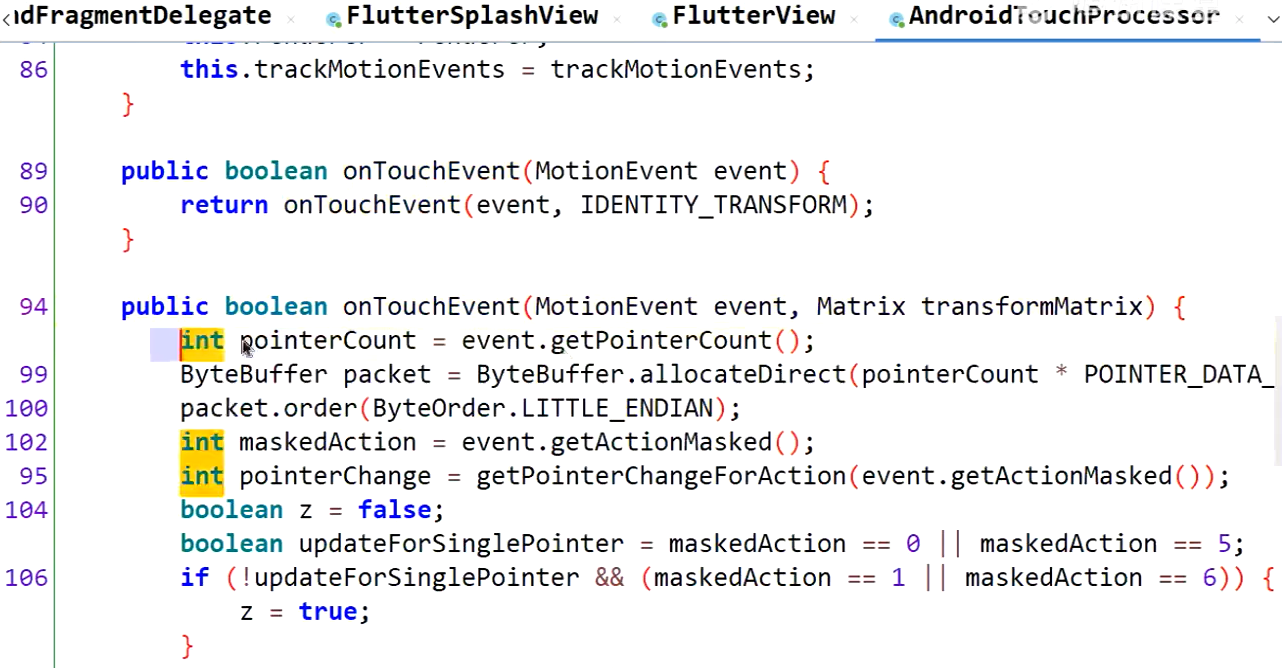 ndFragmentDelegate FlutterSplashView FlutterView AndroidTouchProcessor
86 this.trackMotionEvents = trackMotionEvents;
}
89 public boolean onTouchEvent(MotionEvent event) {
90 return onTouchEvent(event, IDENTITY_TRANSFORM);
}
94 public boolean onTouchEvent(MotionEvent event, Matrix transformMatrix) {
int pointerCount = event.getPointerCount();
99 ByteBuffer packet = ByteBuffer.allocateDirect(pointerCount * POINTER_DATA_
100 packet.order(ByteOrder.LITTLE_ENDIAN);
102 int maskedAction = event.getActionMasked();
95 int pointerChange = getPointerChangeForAction(event.getActionMasked());
104 boolean z = false;
boolean updateForSinglePointer = maskedAction == 0 || maskedAction == 5;
106 if (!updateForSinglePointer && (maskedAction == 1 || maskedAction == 6)) {
z = true;
}